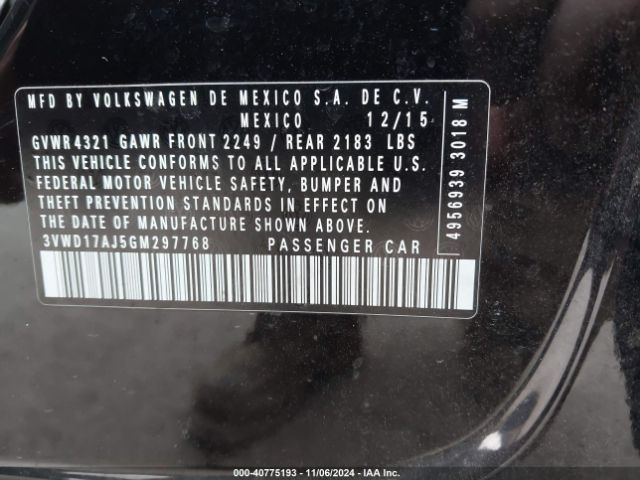 MFD BY VOLKSWAGEN DE MEXICO S.A. DE C.V.
MEXICO 12/15
GVWR 4321 GAWR FRONT 2249 / REAR 2183 LBS
THIS VEHICLE CONFORMS TO ALL APPLICABLE U.S.
FEDERAL MOTOR VEHICLE SAFETY, BUMPER AND
THEFT PREVENTION STANDARDS IN EFFECT ON
THE DATE OF MANUFACTURE SHOWN ABOVE.
3VWD17AJ5GM297768 PASSENGER CAR
4956939 3018 M
000-40775193 - 11/06/2024 - IAA Inc.